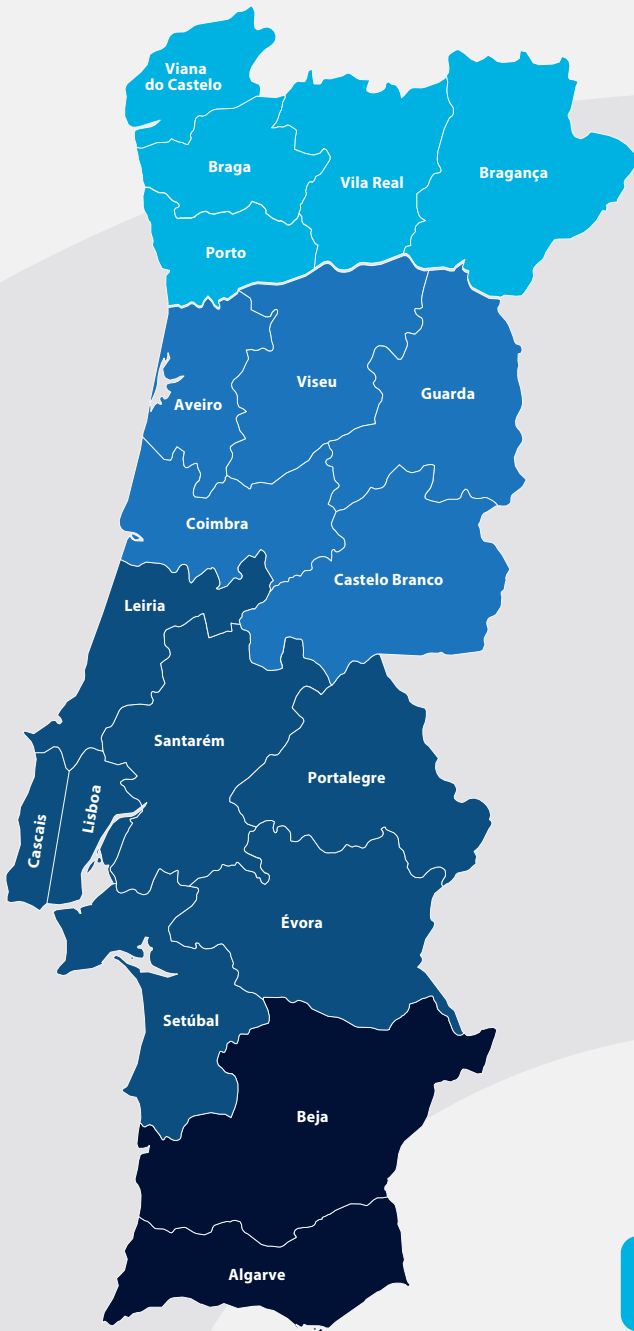 Viana
do Castelo
Braga
Vila Real
Bragança
Porto
Viseu
Guarda
Aveiro
Coimbra
Castelo Branco
Leiria
Santarém
Portalegre
Lisboa
Cascais
Évora
Setúbal
Beja
Algarve